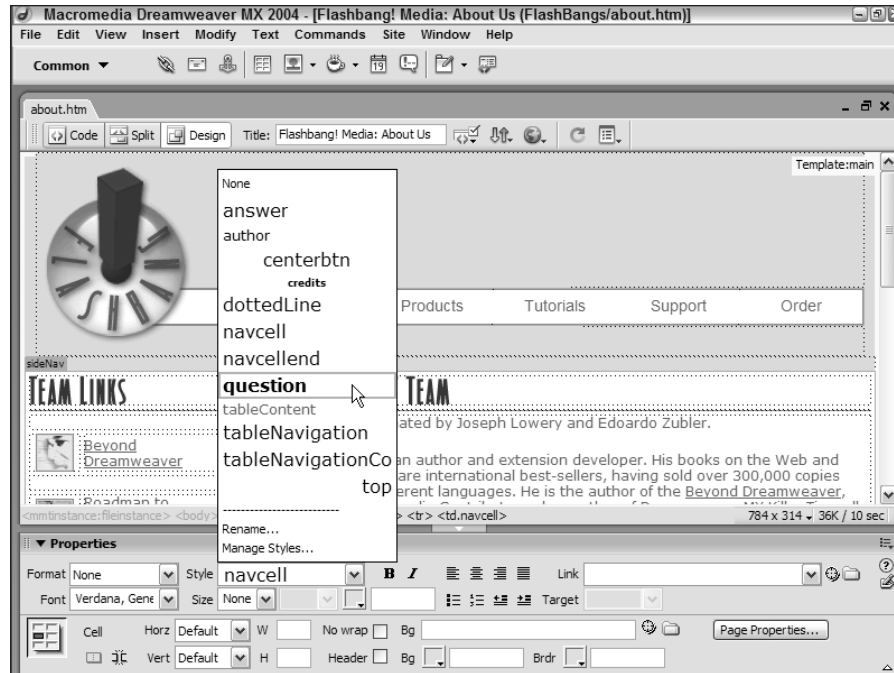 Macromedia Dreamweaver MX 2004 - [Flashbang! Media: About Us (FlashBangs/about.htm)]
File Edit View Insert Modify Text Commands Site Window Help
Common
19
about.htm
Code Split Design Title: Flashbang! Media: About Us
Template:main
None
answer
author
centerbtn
credits
dottedLine
navcell
navcellend
question
tableContent
tableNavigation
tableNavigationCo
top
Rename...
Manage Styles...
Products Tutorials Support Order
sideNav
TEAM LINKS
TEAM
ated by Joseph Lowery and Edoardo Zubler.
Beyond
Dreamweaver
an author and extension developer. His books on the Web and
are international best-sellers, having sold over 300,000 copies
erent languages. He is the author of the Beyond Dreamweaver,
Roadmap to
<mmtinstance:fileinstance> <body> <tr> <td.navcell> 784 x 314 36K / 10 sec
Properties
Format None Style navcell B I Link
Font Verdana, Gene Size None Target
Cell Horz Default W No wrap Bg Page Properties...
Vert Default H Header Bg Brdr